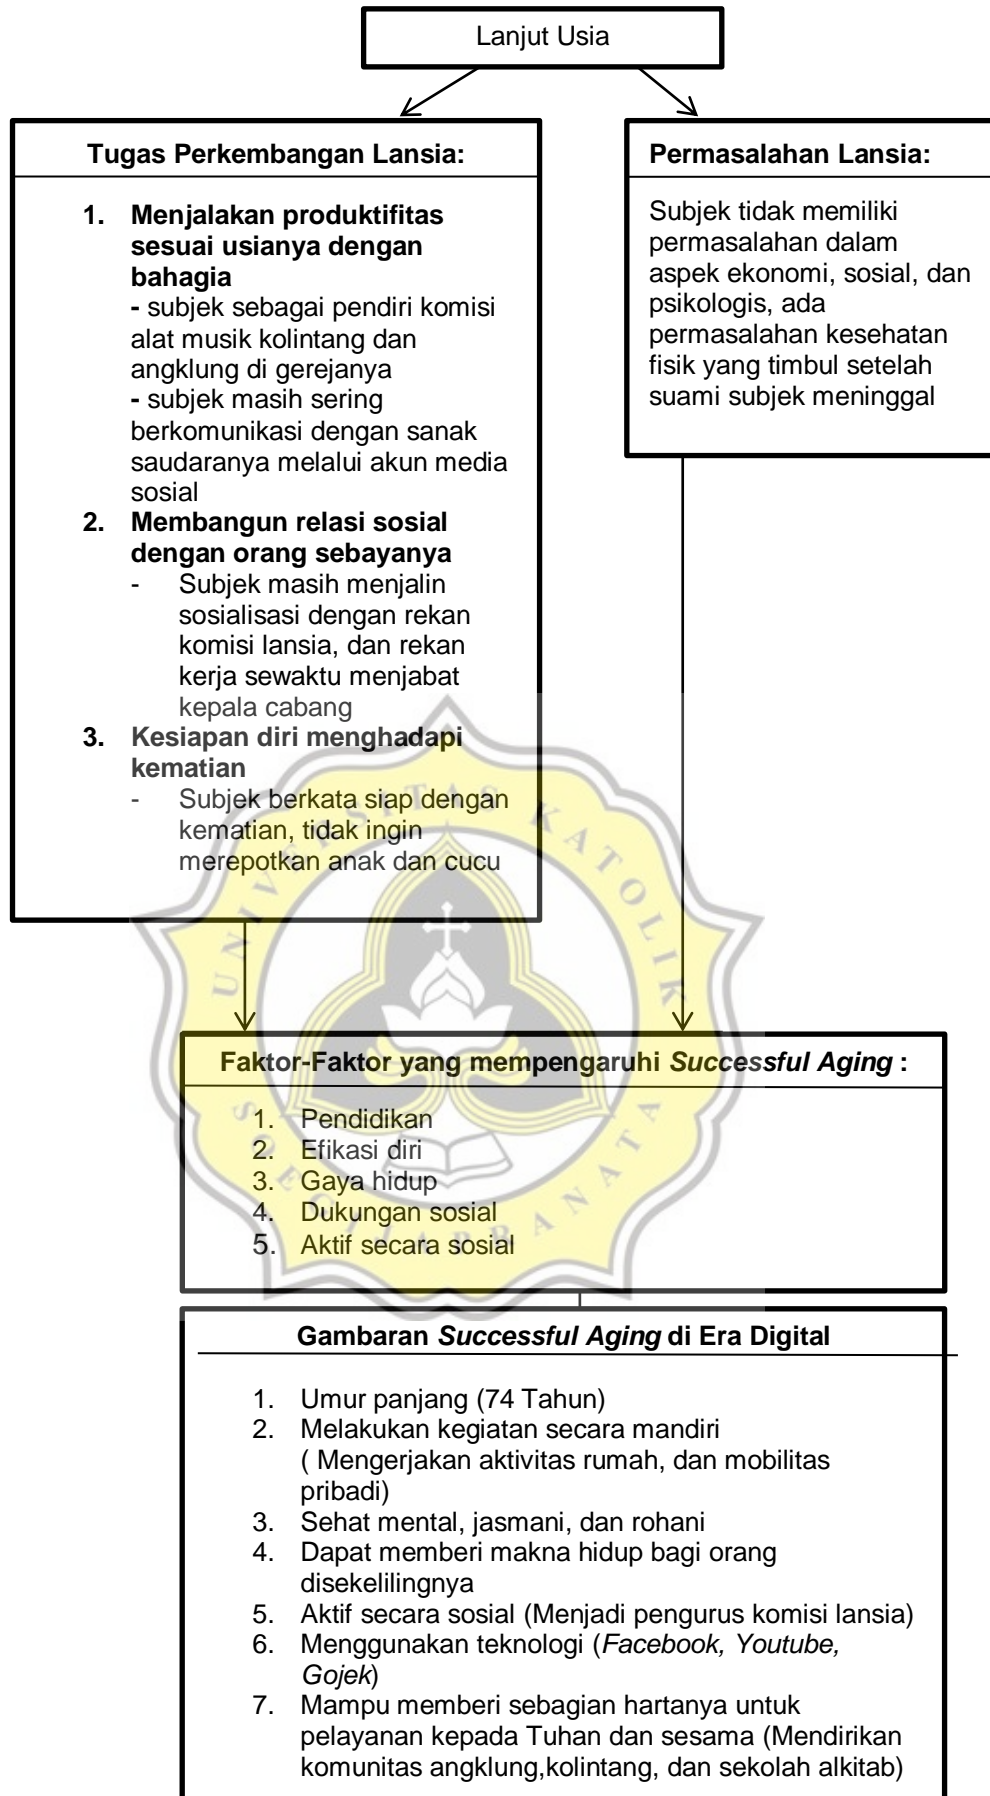 Lanjut Usia
Tugas Perkembangan Lansia:
1. Menjalakan produktifitas
sesuai usianya dengan
bahagia
- subjek sebagai pendiri komisi
alat musik kolintang dan
angklung di gerejanya
- subjek masih sering
berkomunikasi dengan sanak
saudaranya melalui akun media
sosial
2. Membangun relasi sosial
dengan orang sebayanya
- Subjek masih menjalin
sosialisasi dengan rekan
komisi lansia, dan rekan
kerja sewaktu menjabat
kepala cabang
3. Kesiapan diri menghadapi
kematian
- Subjek berkata siap dengan
kematian, tidak ingin
merepotkan anak dan cucu
Permasalahan Lansia:
Subjek tidak memiliki
permasalahan dalam
aspek ekonomi, sosial, dan
psikologis, ada
permasalahan kesehatan
fisik yang timbul setelah
suami subjek meninggal
UNIVERSITAS KATOLIK
SOEGIJAPRANATA
Faktor-Faktor yang mempengaruhi Successful Aging :
1. Pendidikan
2. Efikasi diri
3. Gaya hidup
4. Dukungan sosial
5. Aktif secara sosial
Gambaran Successful Aging di Era Digital
1. Umur panjang (74 Tahun)
2. Melakukan kegiatan secara mandiri
( Mengerjakan aktivitas rumah, dan mobilitas
pribadi)
3. Sehat mental, jasmani, dan rohani
4. Dapat memberi makna hidup bagi orang
disekelilingnya
5. Aktif secara sosial (Menjadi pengurus komisi lansia)
6. Menggunakan teknologi (Facebook, Youtube,
Gojek)
7. Mampu memberi sebagian hartanya untuk
pelayanan kepada Tuhan dan sesama (Mendirikan
komunitas angklung,kolintang, dan sekolah alkitab)